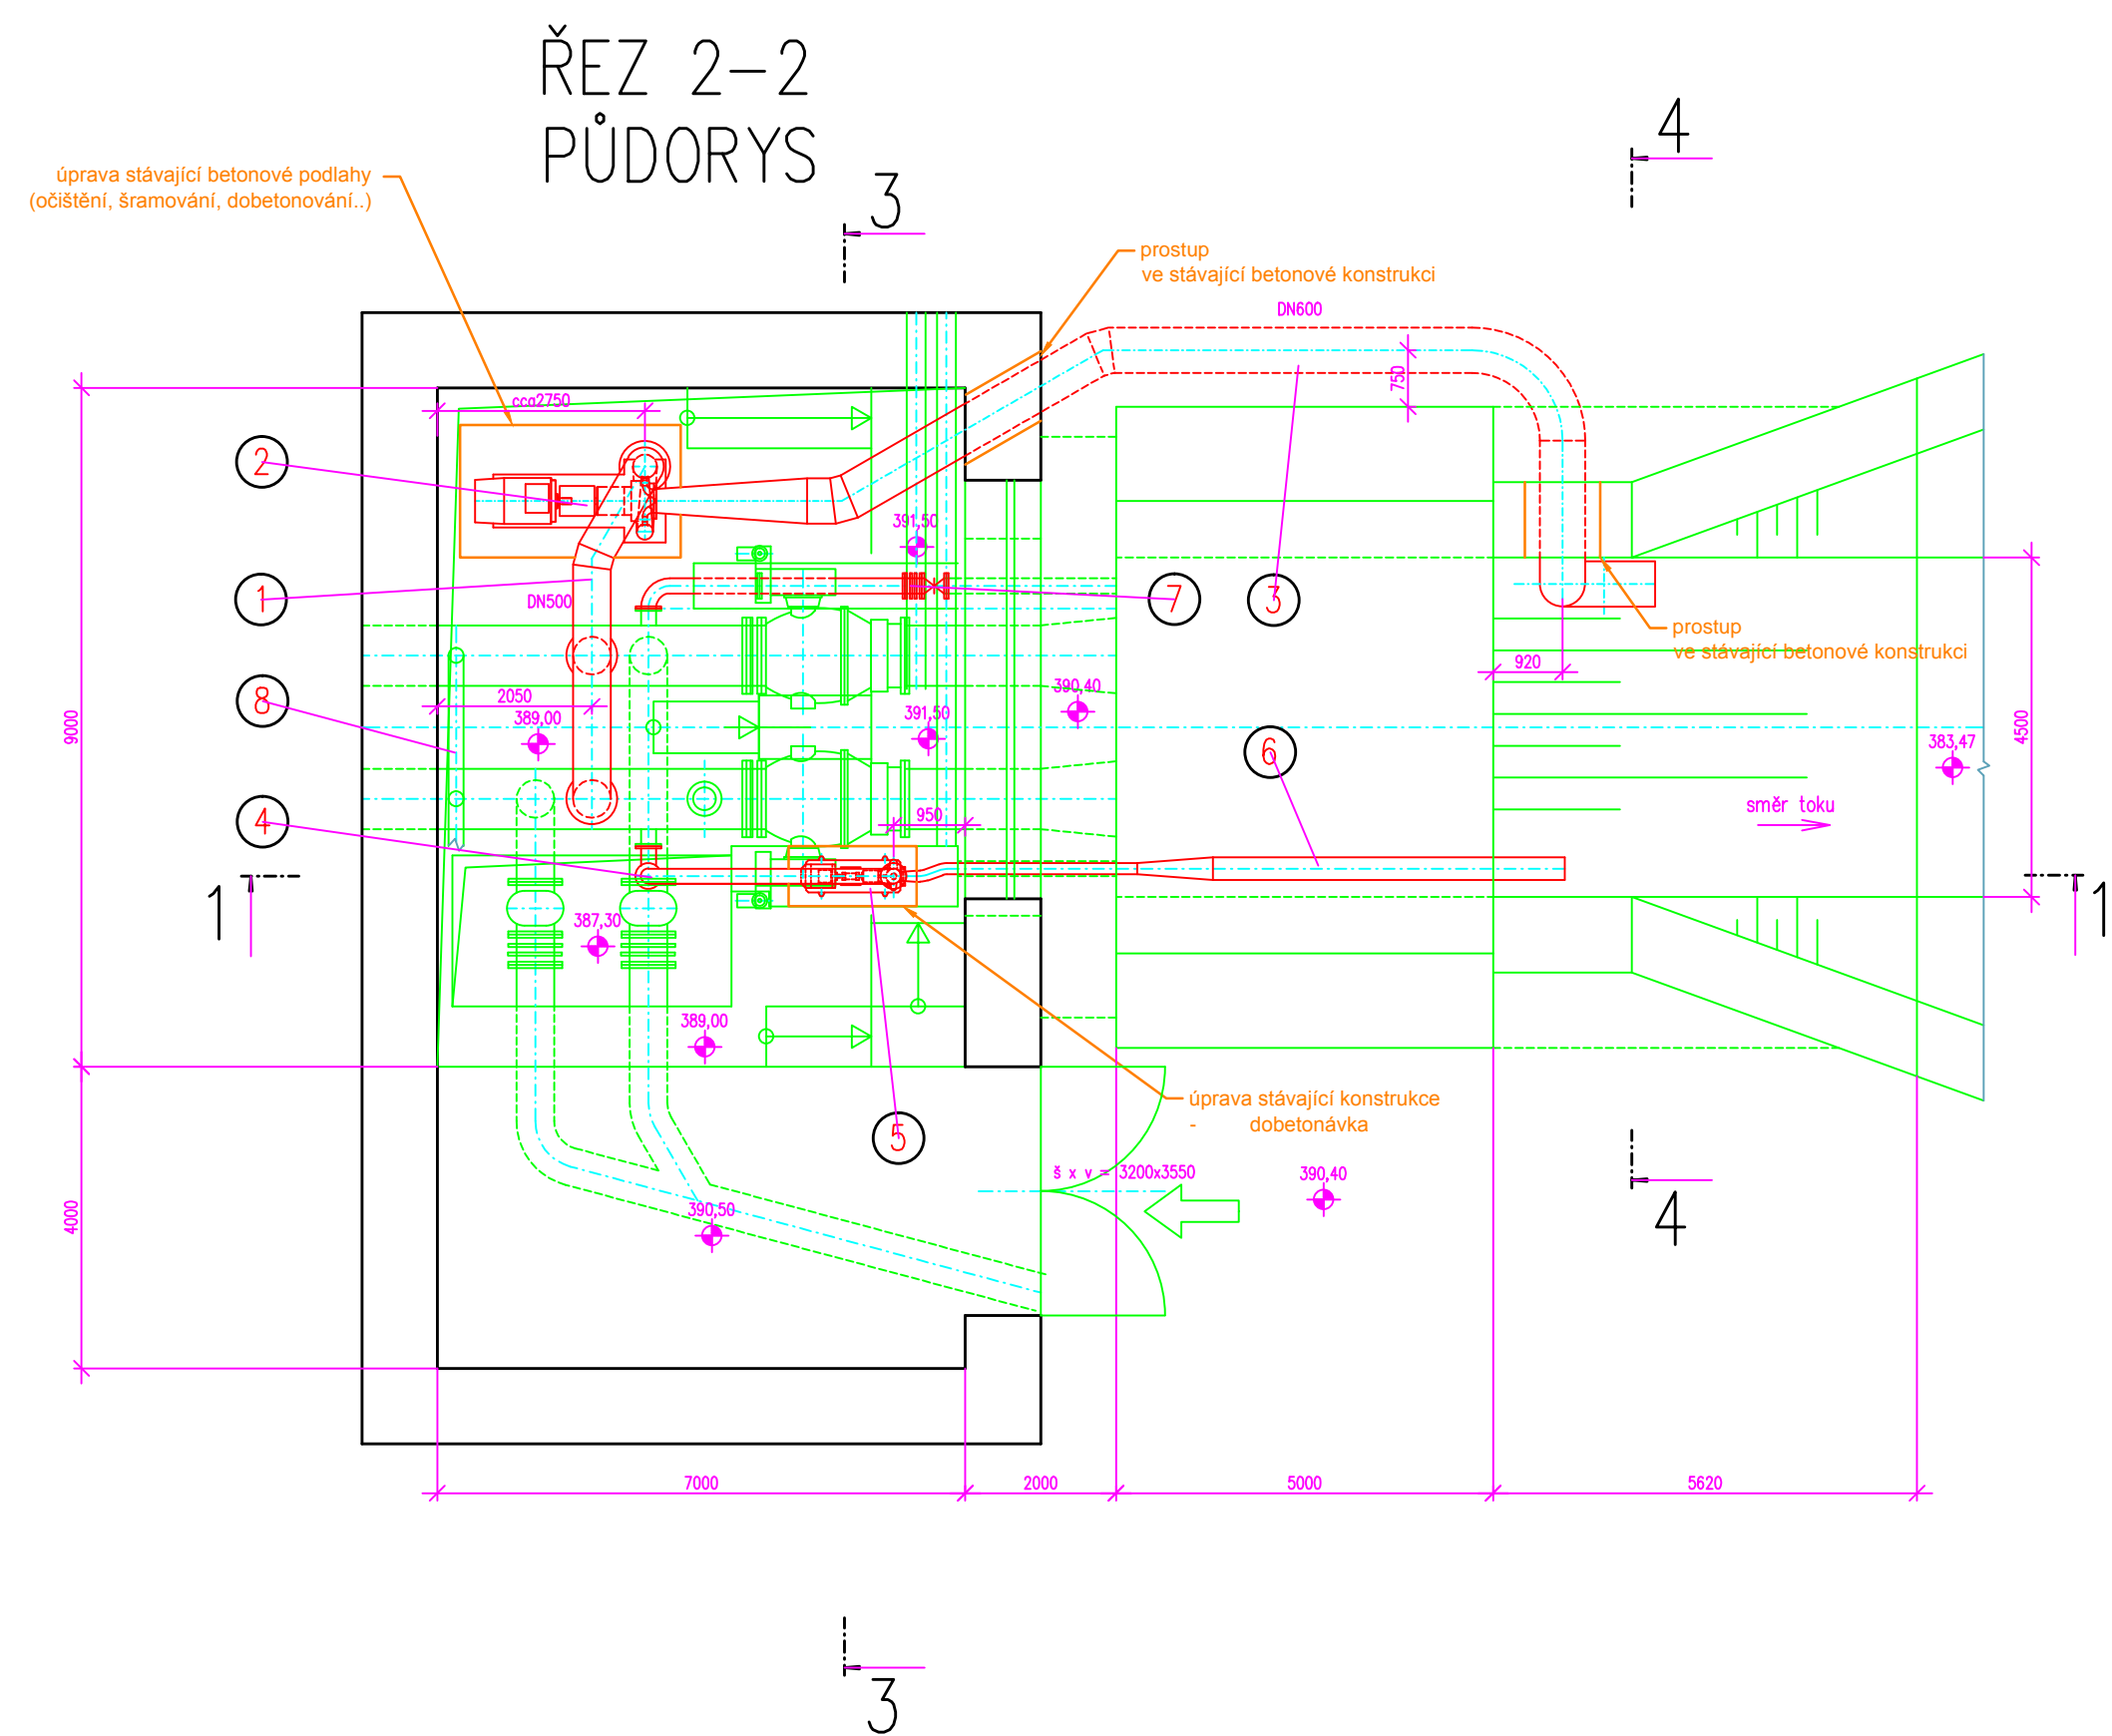 ŘEZ 2-2
PŮDORYS
4
úprava stávající betonové podlahy
(očištění, šramování, dobetonování..)
3
prostup
ve stávající betonové konstrukci
DN600
750
cca2750
2
391,50
1
DN500
7
3
prostup
ve stávající betonové konstrukci
920
8
2050
389,00
391,50
390,40
9000
4500
6
383,47
směr toku
4
950
1
1
387,30
389,00
5
úprava stávající konstrukce
- dobetonávka
š x v = 3200x3550
390,40
4000
390,50
4
7000
2000
5000
5620
3